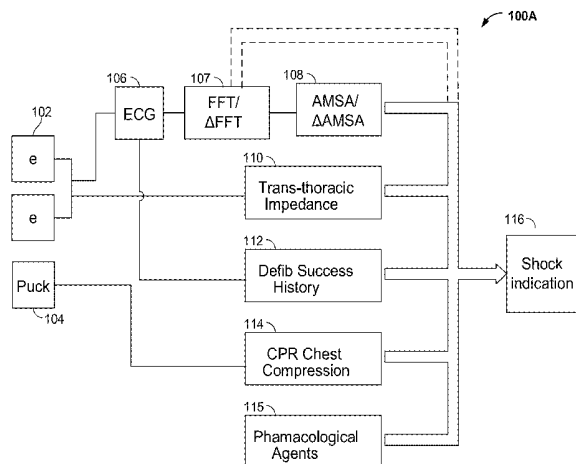 100A
106
107
108
102
ECG
FFT/
ΔFFT
AMSA/
ΔAMSA
e
e
110
Trans-thoracic
Impedance
112
Defib Success
History
116
Shock
indication
Puck
104
114
CPR Chest
Compression
115
Phamacological
Agents